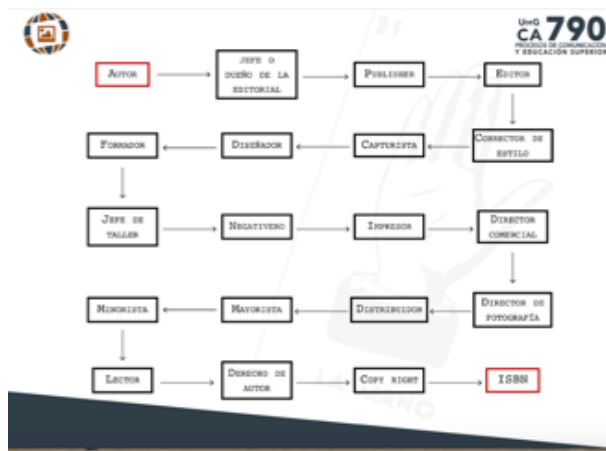 UdeG
CA 790
PROCESOS DE COMUNICACIÓN
Y EDUCACIÓN SUPERIOR
AUTOR
JEFE O
DUEÑO DE LA
EDITORIAL
PUBLISHER
EDITOR
CORRECTOR DE
ESTILO
CAPTURISTA
DISEÑADOR
FORRADOR
JEFE DE
TALLER
NEGATIVERO
IMPRESOR
DIRECTOR
COMERCIAL
DIRECTOR DE
FOTOGRAFÍA
DISTRIBUIDOR
MAYORISTA
MINORISTA
LECTOR
DERECHO DE
AUTOR
COPY RIGHT
ISBN